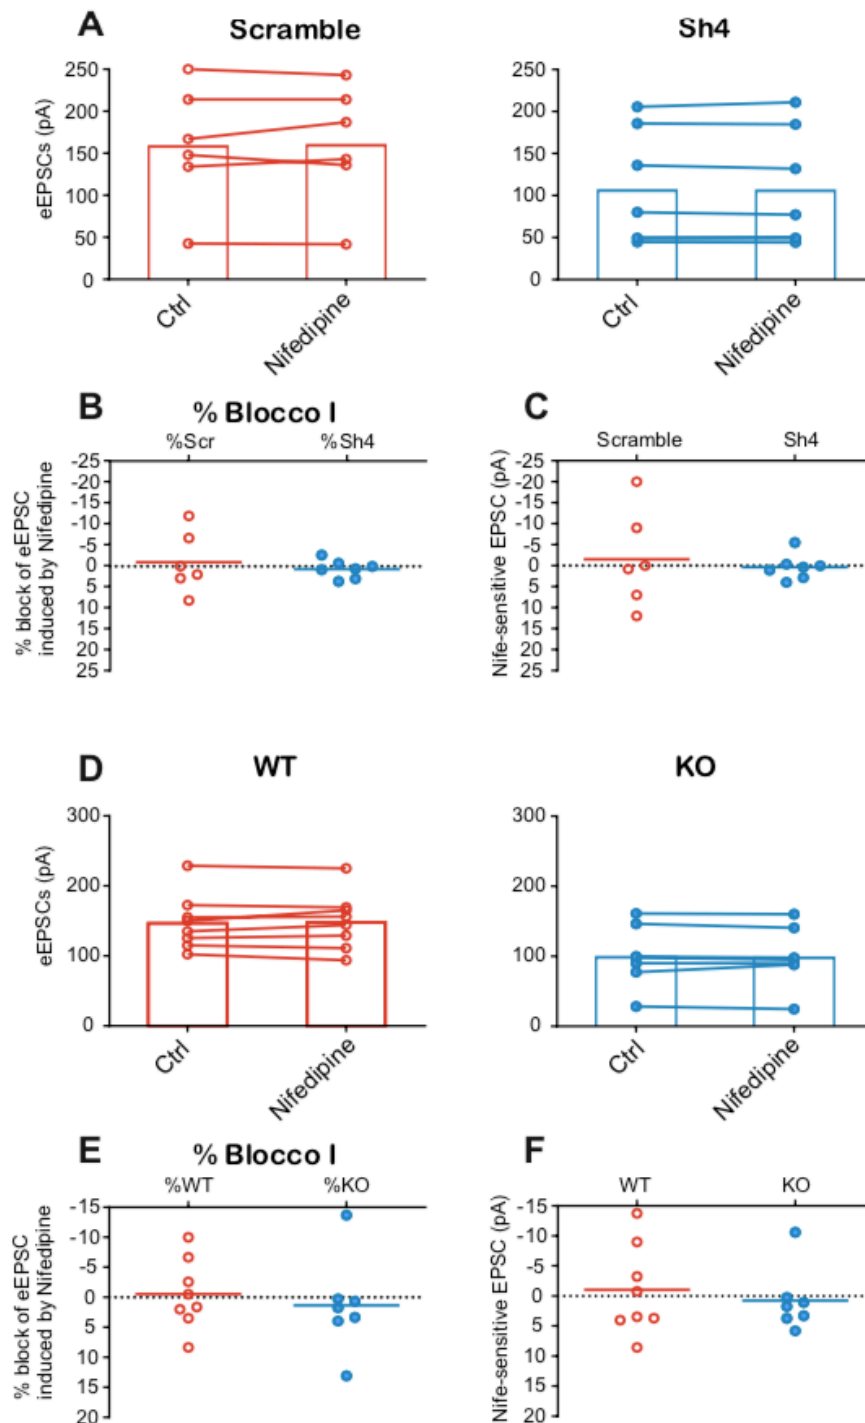 A
Scramble
Sh4
eEPSCs (pA)
250
200
150
100
50
0
Ctrl
Nifedipine
250
200
150
100
50
0
Ctrl
Nifedipine
B
% Blocco I
%Scr
%Sh4
% block of eEPSC
induced by Nifedipine
-25
-20
-15
-10
-5
0
5
10
15
20
25
C
Scramble
Sh4
Nife-sensitive EPSC (pA)
-25
-20
-15
-10
-5
0
5
10
15
20
25
D
WT
KO
eEPSCs (pA)
300
200
100
0
Ctrl
Nifedipine
300
200
100
0
Ctrl
Nifedipine
E
% Blocco I
%WT
%KO
% block of eEPSC
induced by Nifedipine
-15
-10
-5
0
5
10
15
20
F
WT
KO
Nife-sensitive EPSC (pA)
-15
-10
-5
0
5
10
15
20